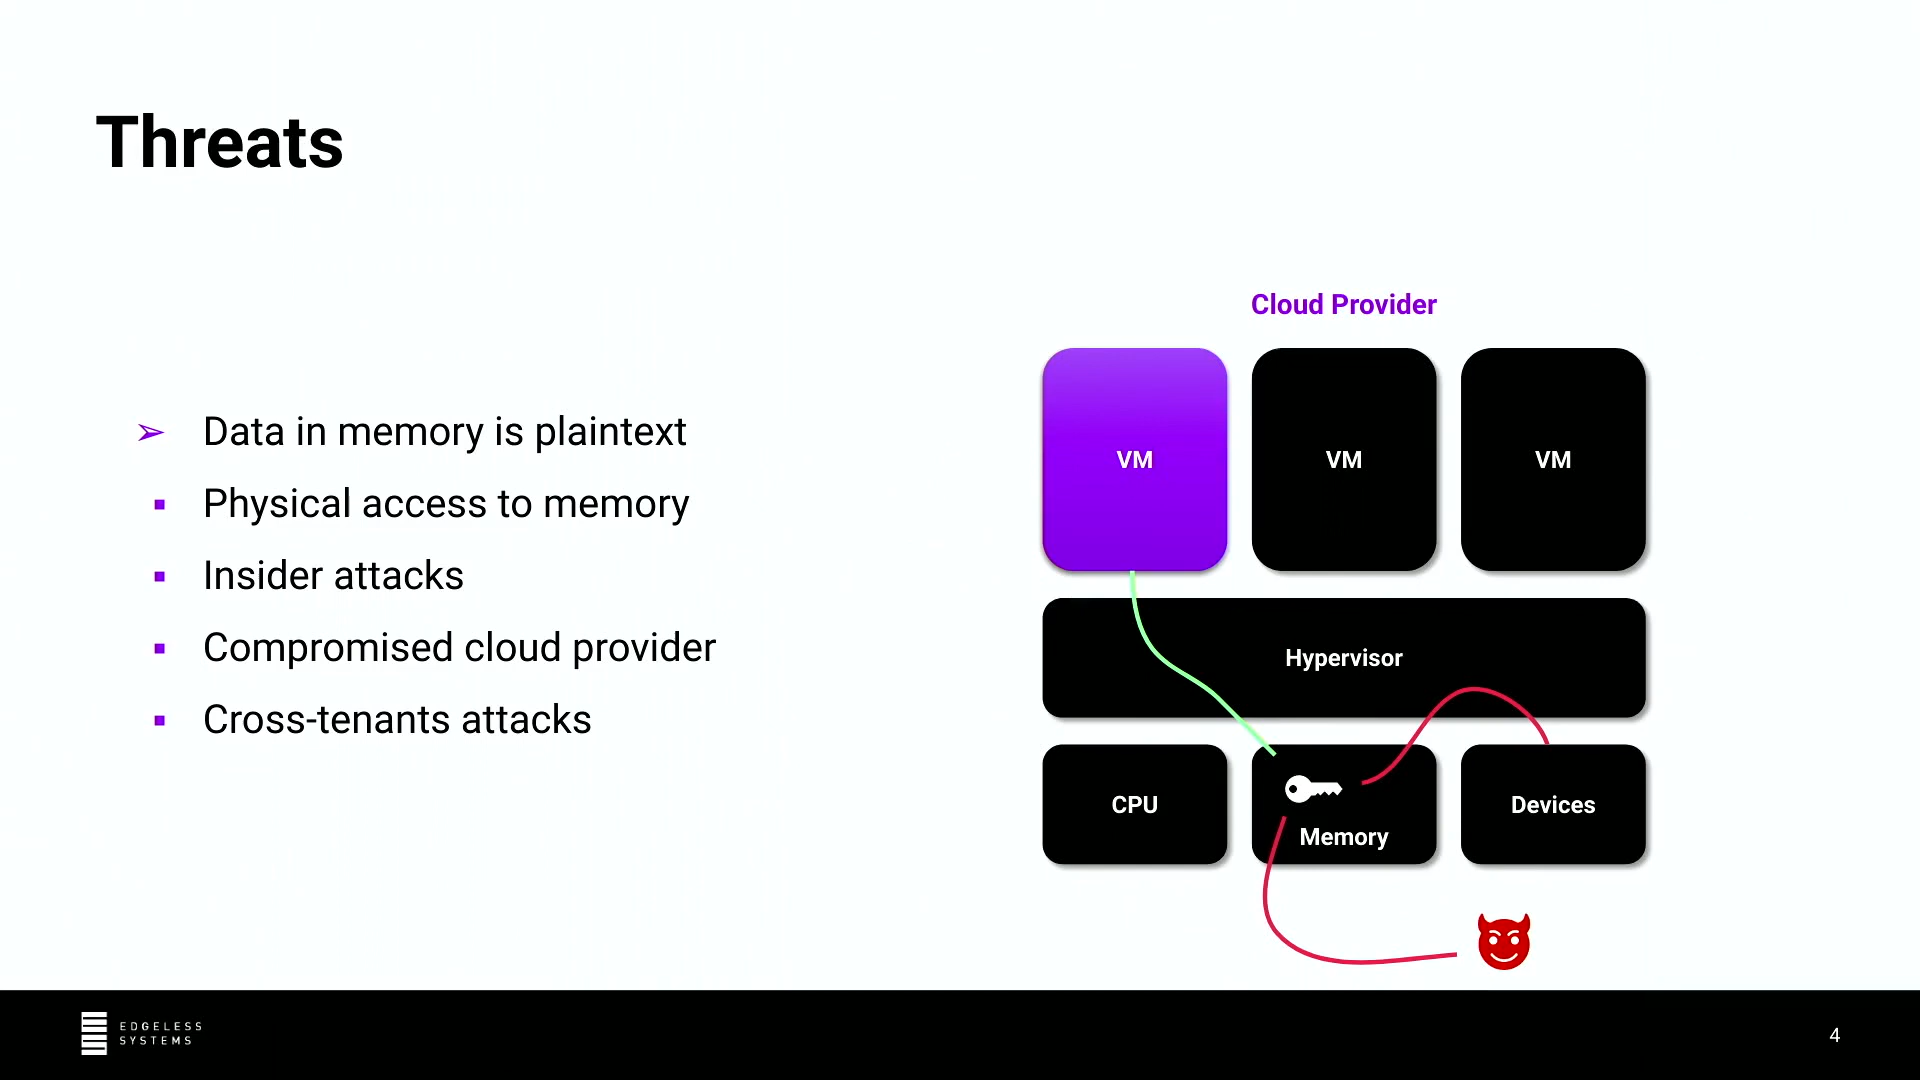 Threats
Data in memory is plaintext
Physical access to memory
Insider attacks
Compromised cloud provider
Cross-tenants attacks
Cloud Provider
VM
VM
VM
Hypervisor
CPU
Memory
Devices
EDGELESS
SYSTEMS
4